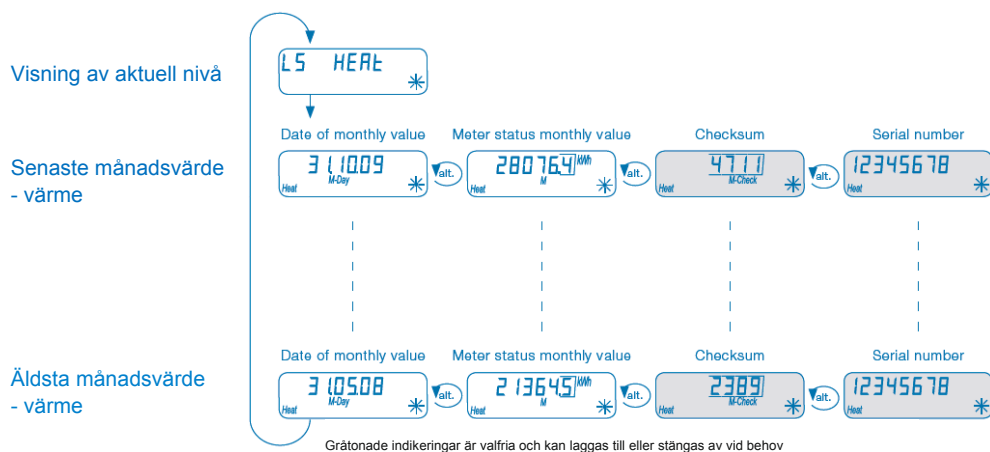 Visning av aktuell nivå
L5 HEAt
Date of monthly value Meter status monthly value Checksum Serial number
Senaste månadsvärde
- värme
31.10.09 M-Day Heat alt. 28076.4 kWh M Heat alt. 4711 M-Check Heat alt. 12345678 Heat
Date of monthly value Meter status monthly value Checksum Serial number
Äldsta månadsvärde
- värme
31.05.08 M-Day Heat alt. 21364.5 kWh M Heat alt. 2389 M-Check Heat alt. 12345678 Heat
Gråtonade indikeringar är valfria och kan laggas till eller stängas av vid behov